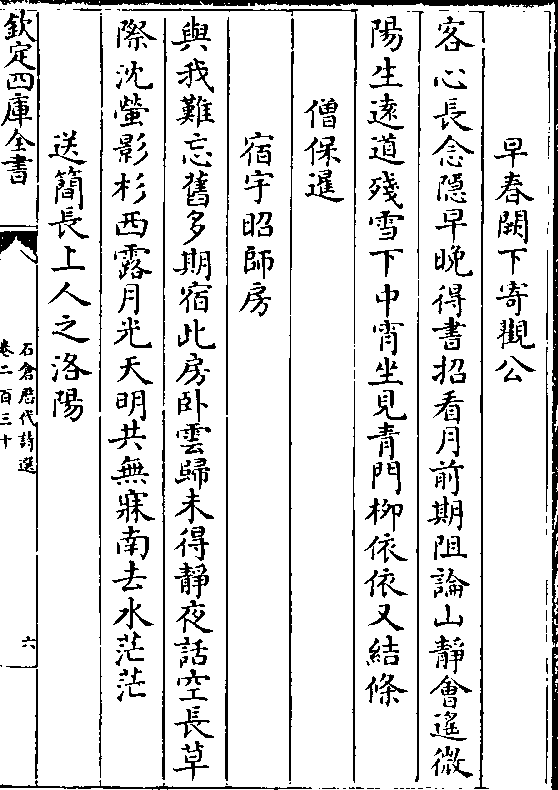 早春闕下寄觀公
客心長念隱早晚得書招看月前期阻論山靜會遙微
陽生遠道殘雪下中宵坐見青門柳依依又結條
僧保暹
宿宇昭師房
與我難忘舊多期宿此房卧雲歸未得靜夜話空長草
際沈螢影杉西露月光天明共無寐南去水茫茫
送簡長上人之洛陽
欽定四庫全書
石倉歴代詩選
卷二百三十
六